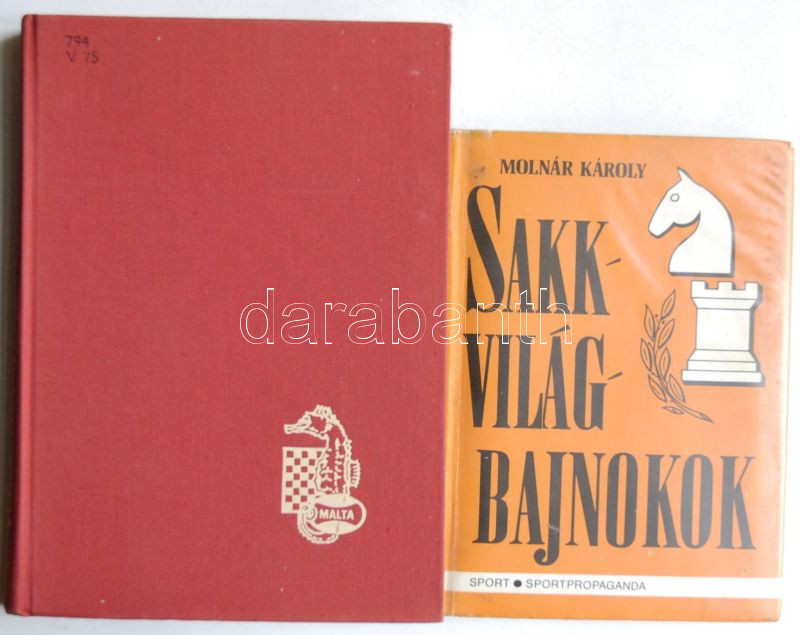 794
V 75
MALTA
MOLNÁR KÁROLY
SAKK-
VILÁG-
BAJNOKOK
SPORT ● SPORTPROPAGANDA
darabanth